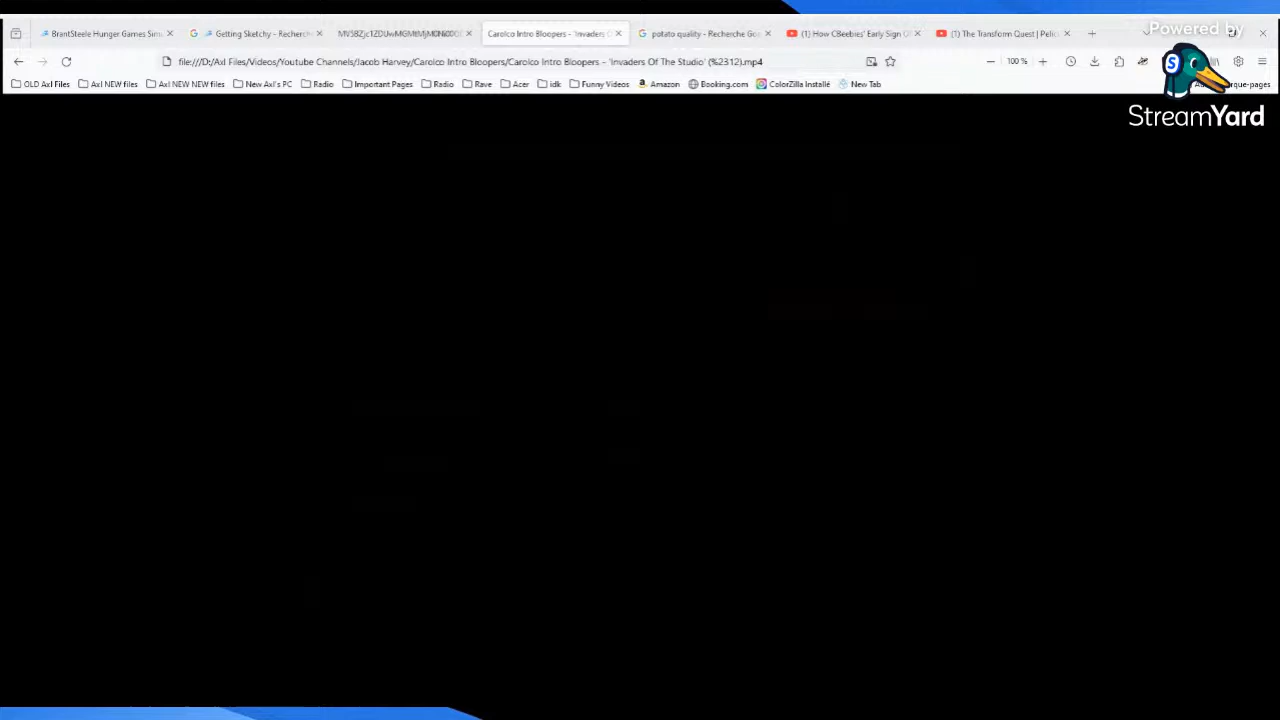 Powered by
BrantSteele Hunger Games Sim
Getting Sketchy - Recherch
Carolco Intro Bloopers - 'Invaders O
potato quality - Recherche Go
(1) How CBeebies' Early Sign O
(1) The Transform Quest | Pelic
file:///D:/Axl Files/Videos/Youtube Channels/Jacob Harvey/Carolco Intro Bloopers/Carolco Intro Bloopers - 'Invaders Of The Studio' (%2312).mp4
100 %
OLD Axl Files
Axl NEW files
Axl NEW NEW files
New Axl's PC
Radio
Important Pages
Radio
Rave
Acer
idk
Funny Videos
Amazon
Booking.com
ColorZilla Installé
New Tab
rque-pages
StreamYard